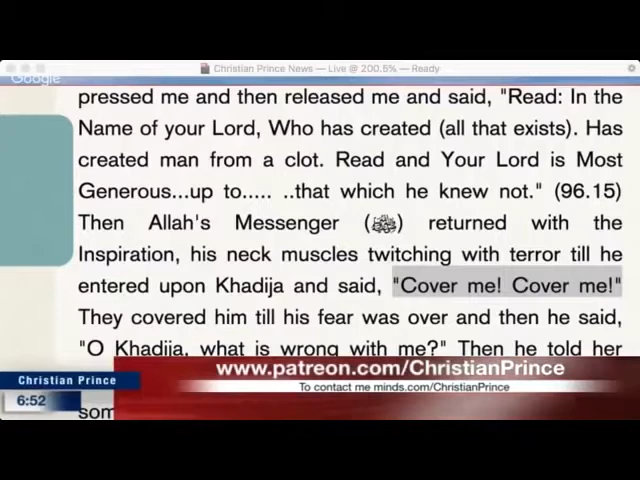 Christian Prince News — Live @ 200.5% — Ready
Google
pressed me and then released me and said, "Read: In the
Name of your Lord, Who has created (all that exists). Has
created man from a clot. Read and Your Lord is Most
Generous...up to..... ..that which he knew not." (96.15)
Then Allah's Messenger (ﷺ) returned with the
Inspiration, his neck muscles twitching with terror till he
entered upon Khadija and said, "Cover me! Cover me!"
They covered him till his fear was over and then he said,
"O Khadija, what is wrong with me?" Then he told her
www.patreon.com/ChristianPrince
Christian Prince
To contact me minds.com/ChristianPrince
6:52
som